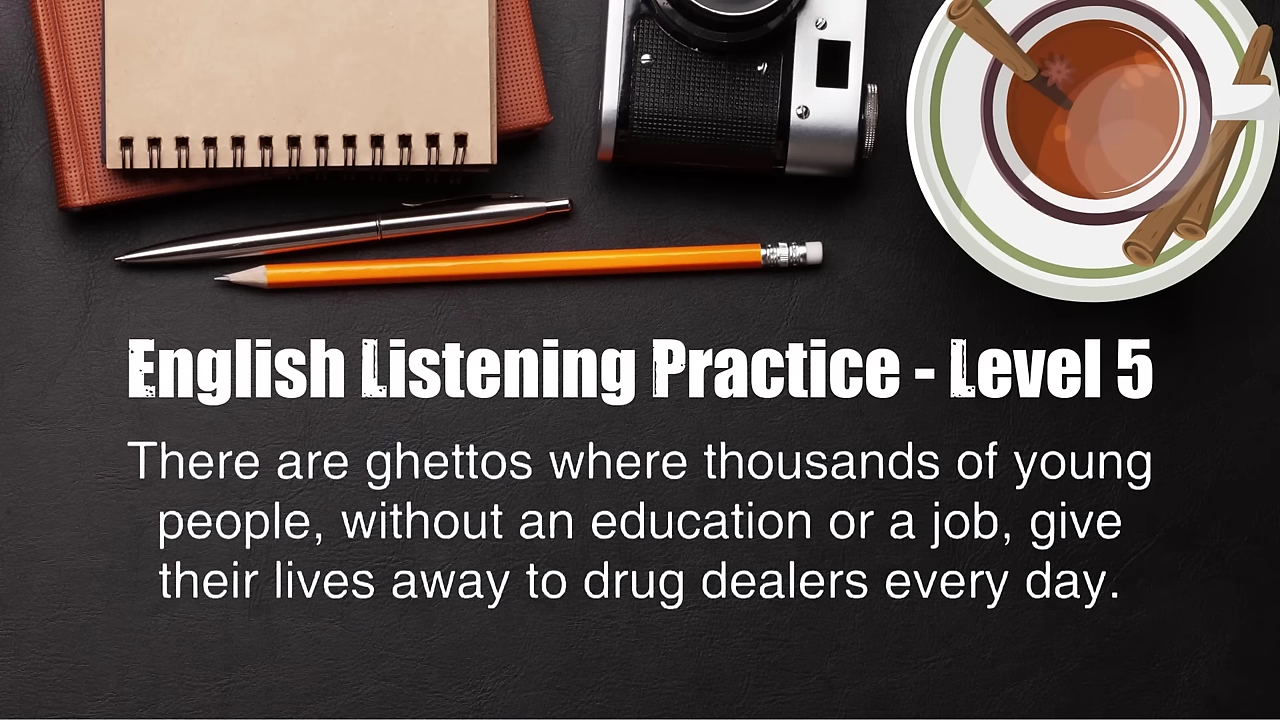 English Listening Practice - Level 5
There are ghettos where thousands of young
people, without an education or a job, give
their lives away to drug dealers every day.